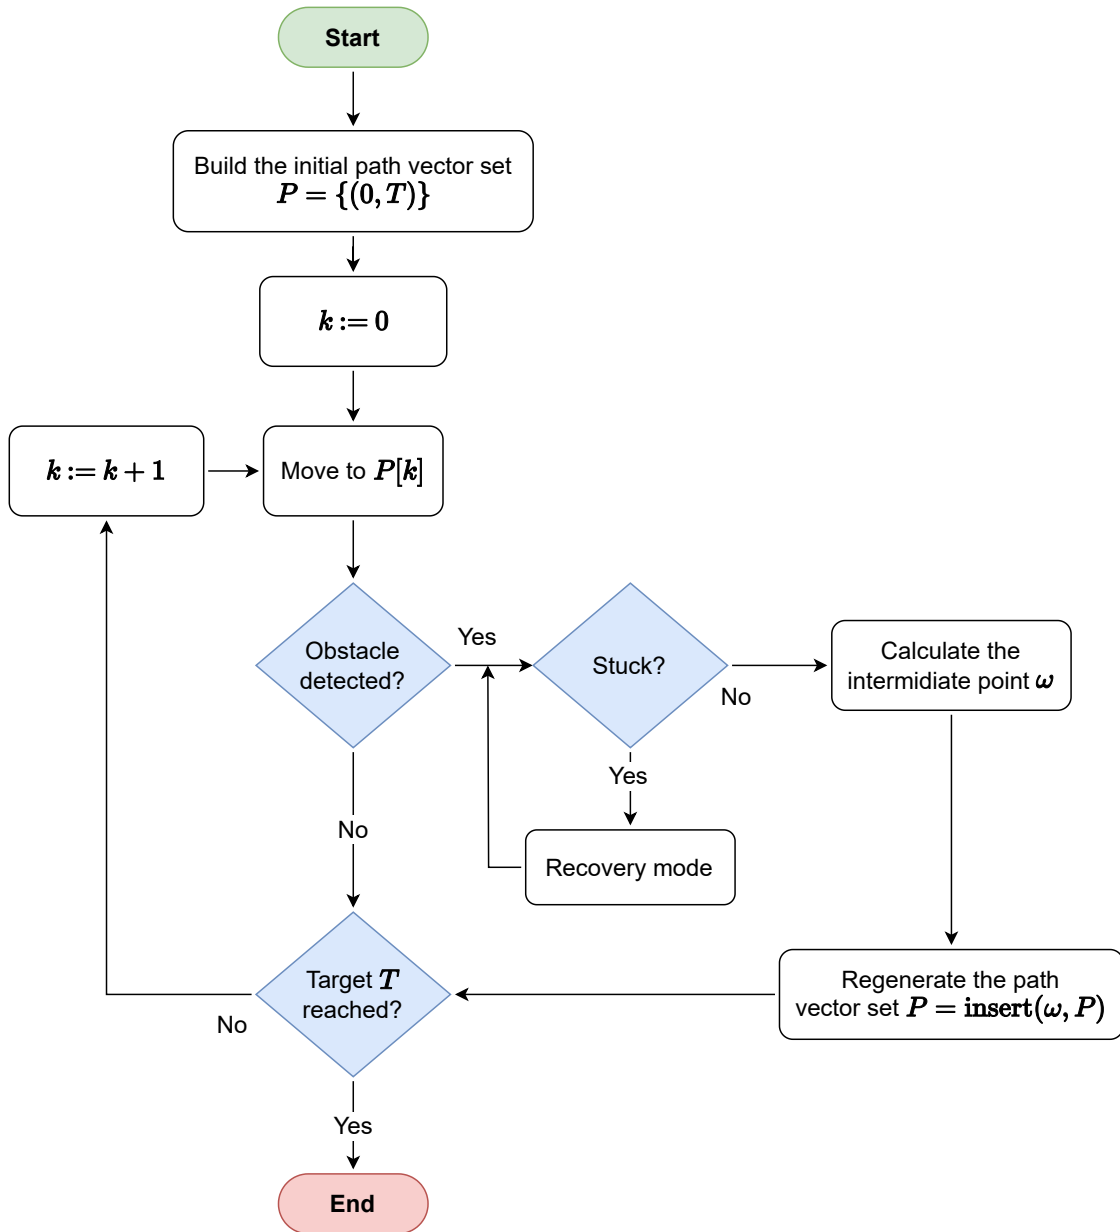 Start
Build the initial path vector set
P = {(0, T)}
k := 0
k := k + 1
Move to P[k]
Obstacle
detected?
Yes
Stuck?
No
Calculate the
intermidiate point ω
Yes
No
Recovery mode
Target T
reached?
No
Regenerate the path
vector set P = insert(ω, P)
Yes
End